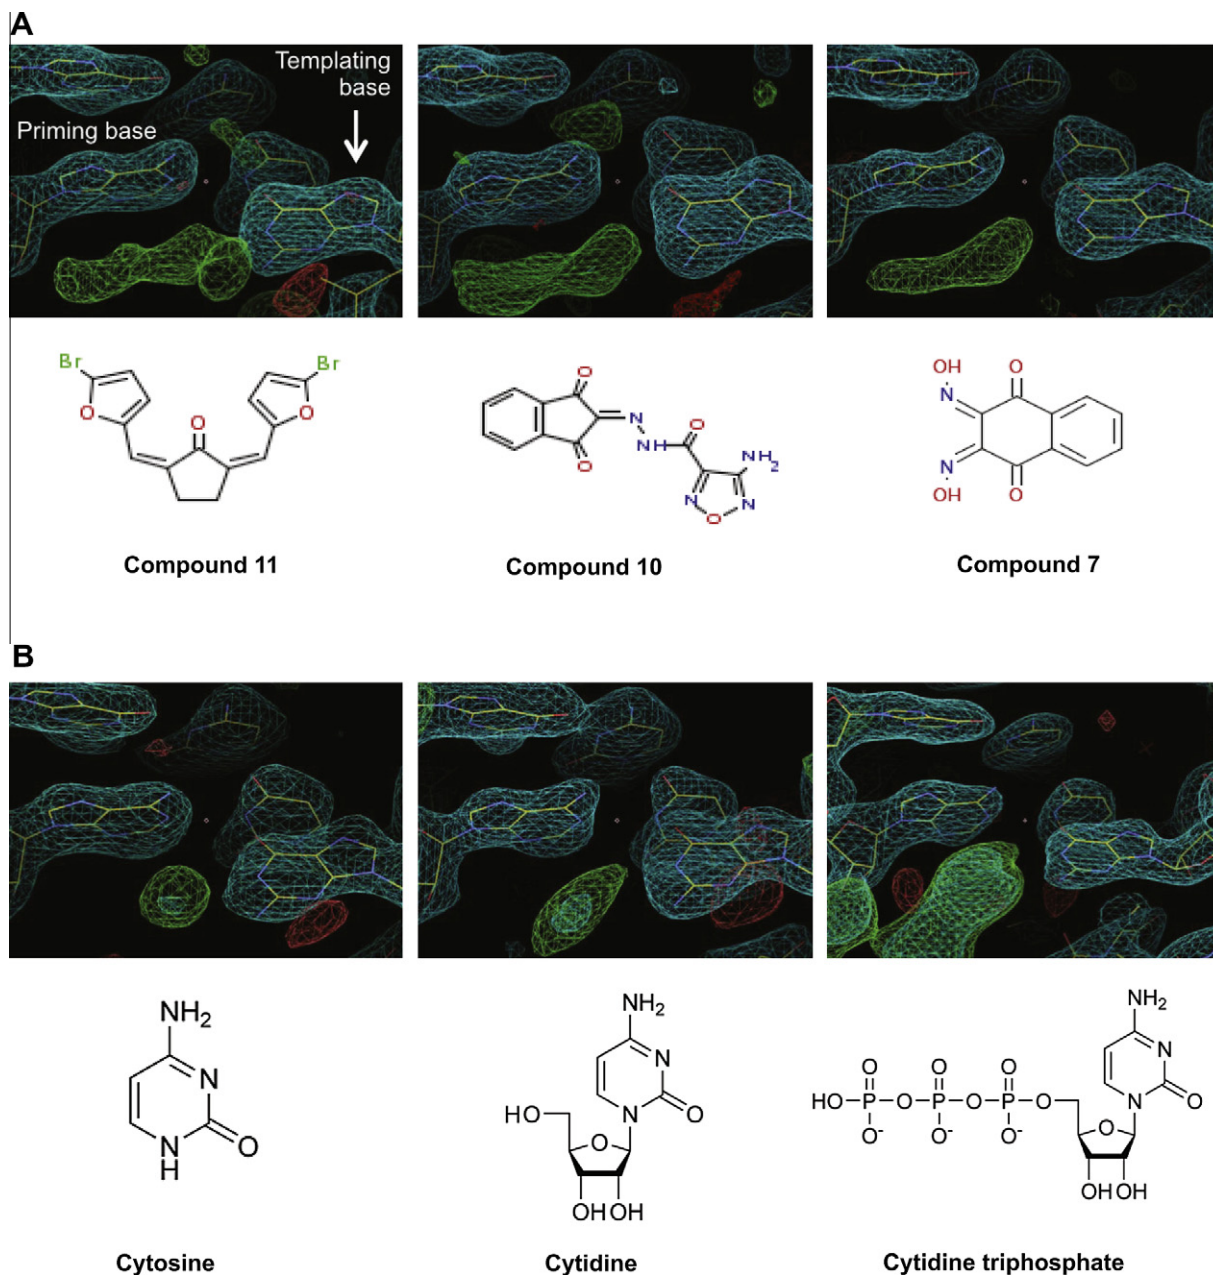 A
Templating
base
Priming base
Br
Br
O
O
O
O
N
O
N
H
O
NH2
N
N
O
OH
O
N
N
OH
O
Compound 11
Compound 10
Compound 7
B
NH2
N
N
H
O
NH2
N
HO
N
O
O
OH OH
NH2
O O O
N
HO P O P O P O
N
O
O- O- O-
O
OH OH
Cytosine
Cytidine
Cytidine triphosphate